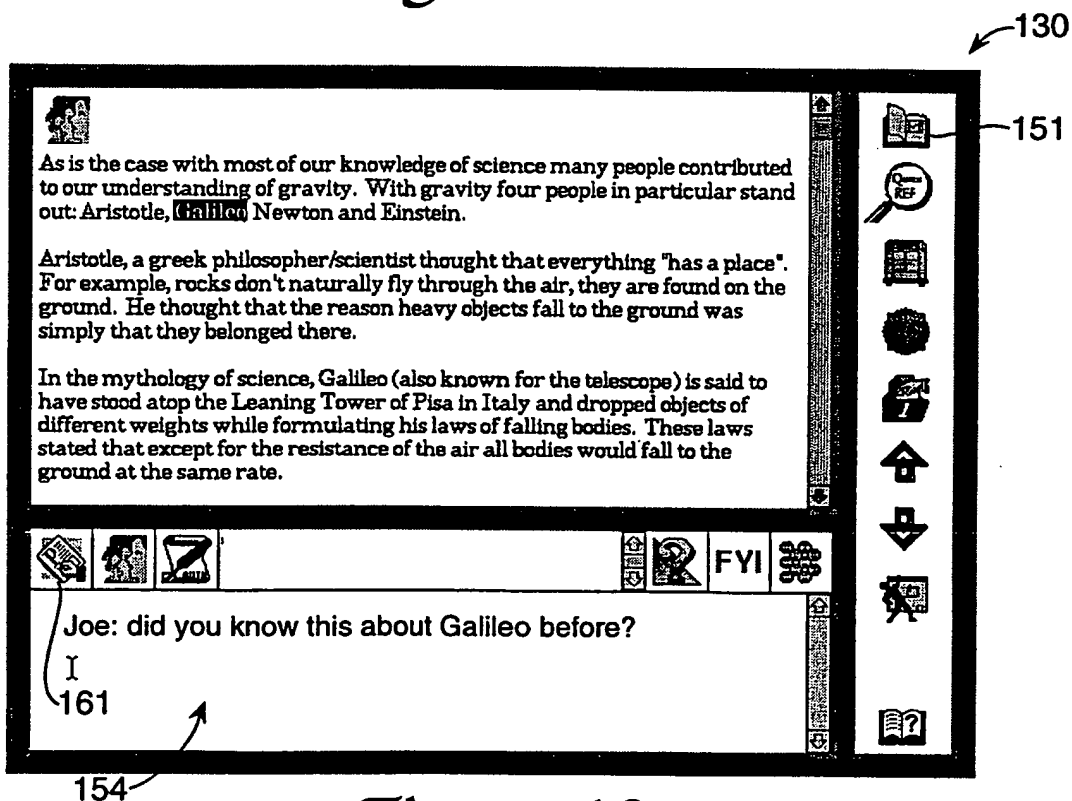 130
151
As is the case with most of our knowledge of science many people contributed
to our understanding of gravity. With gravity four people in particular stand
out: Aristotle, Galileo Newton and Einstein.
Aristotle, a greek philosopher/scientist thought that everything "has a place".
For example, rocks don't naturally fly through the air, they are found on the
ground. He thought that the reason heavy objects fall to the ground was
simply that they belonged there.
In the mythology of science, Galileo (also known for the telescope) is said to
have stood atop the Leaning Tower of Pisa in Italy and dropped objects of
different weights while formulating his laws of falling bodies. These laws
stated that except for the resistance of the air all bodies would fall to the
ground at the same rate.
REF
FYI
Joe: did you know this about Galileo before?
161
154
?